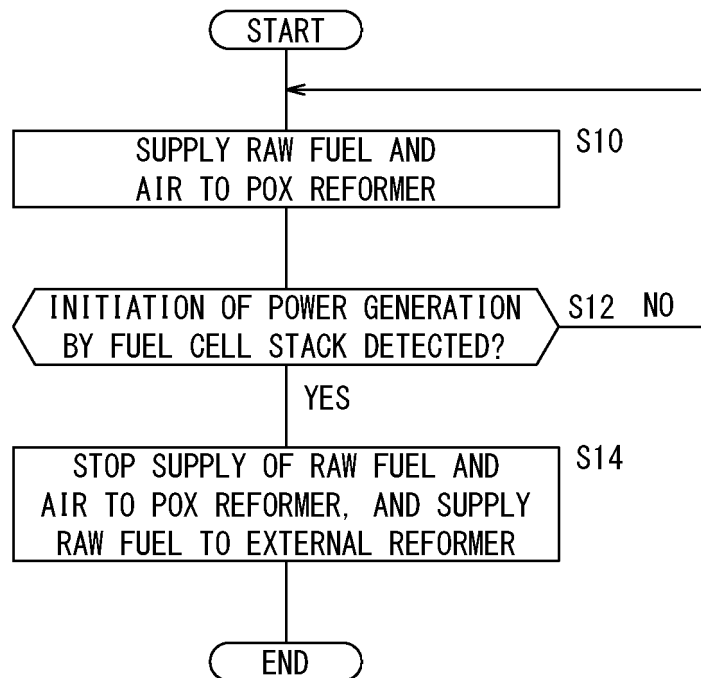 START
SUPPLY RAW FUEL AND
AIR TO POX REFORMER
S10
INITIATION OF POWER GENERATION
BY FUEL CELL STACK DETECTED?
S12 NO
YES
STOP SUPPLY OF RAW FUEL AND
AIR TO POX REFORMER, AND SUPPLY
RAW FUEL TO EXTERNAL REFORMER
S14
END